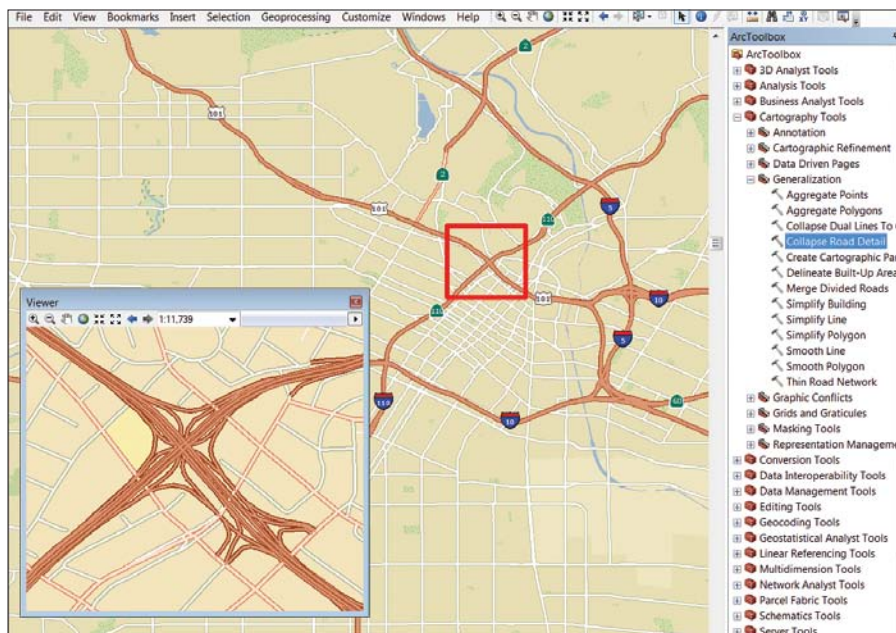 File Edit View Bookmarks Insert Selection Geoprocessing Customize Windows Help
ArcToolbox
ArcToolbox
3D Analyst Tools
Analysis Tools
Business Analyst Tools
Cartography Tools
Annotation
Cartographic Refinement
Data Driven Pages
Generalization
Aggregate Points
Aggregate Polygons
Collapse Dual Lines To
Collapse Road Detail
Create Cartographic
Delineate Built-Up Area
Merge Divided Roads
Simplify Building
Simplify Line
Simplify Polygon
Smooth Line
Smooth Polygon
Thin Road Network
Graphic Conflicts
Grids and Graticules
Masking Tools
Representation
Conversion Tools
Data Interoperability Tools
Data Management Tools
Editing Tools
Geocoding Tools
Geostatistical Analyst Tools
Linear Referencing Tools
Multidimension Tools
Network Analyst Tools
Parcel Fabric Tools
Schematics Tools
Server Tools
2
101
2
101
110
5
101
10
110
5
110
10
60
Viewer
1:11,739